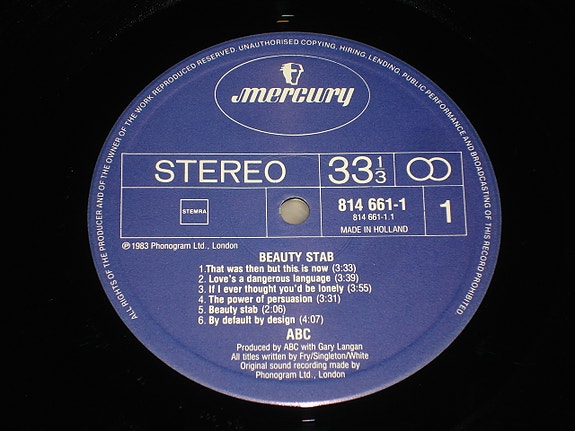 ALL RIGHTS OF THE PRODUCER AND OF THE OWNER OF THE WORK REPRODUCED RESERVED. UNAUTHORISED COPYING, HIRING, LENDING, PUBLIC PERFORMANCE AND BROADCASTING OF THIS RECORD PROHIBITED
mercury
STEREO
33 1/3
STEMRA
814 661-1
814 661-1.1
MADE IN HOLLAND
1
℗ 1983 Phonogram Ltd., London
BEAUTY STAB
1.That was then but this is now (3:33)
2. Love's a dangerous language (3:39)
3. If I ever thought you'd be lonely (3:55)
4. The power of persuasion (3:31)
5. Beauty stab (2:06)
6. By default by design (4:07)
ABC
Produced by ABC with Gary Langan
All titles written by Fry/Singleton/White
Original sound recording made by
Phonogram Ltd., London